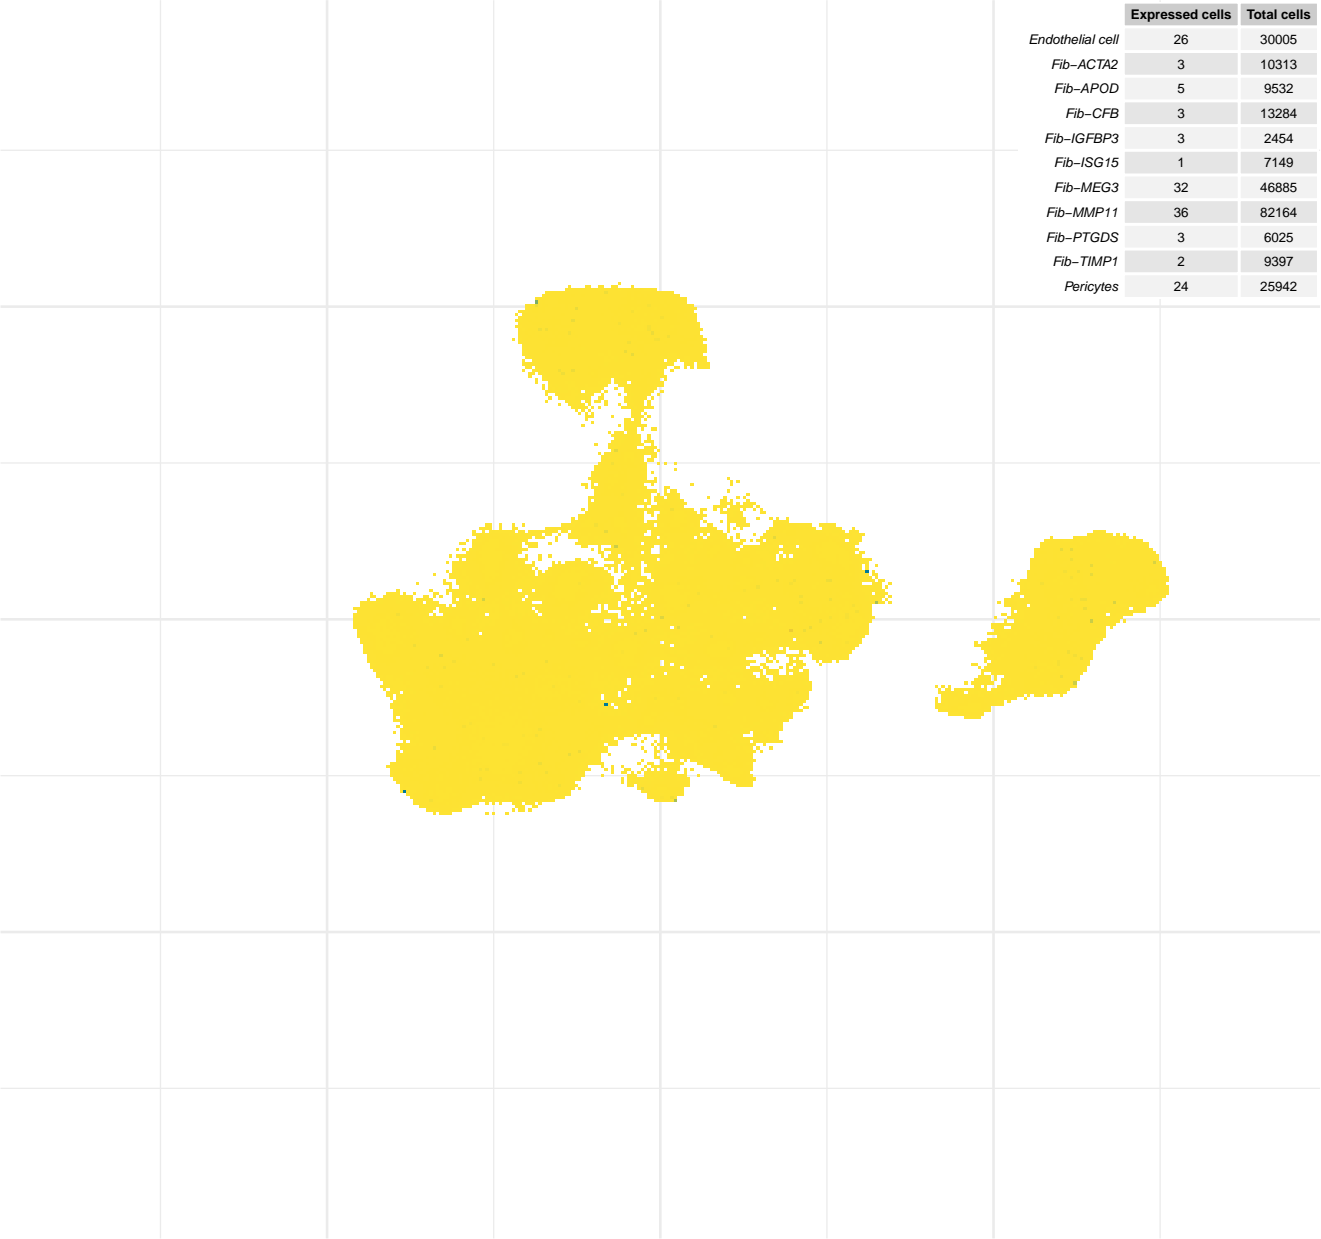 Expressed cells Total cells
Endothelial cell 26 30005
Fib−ACTA2 3 10313
Fib−APOD 5 9532
Fib−CFB 3 13284
Fib−IGFBP3 3 2454
Fib−ISG15 1 7149
Fib−MEG3 32 46885
Fib−MMP11 36 82164
Fib−PTGDS 3 6025
Fib−TIMP1 2 9397
Pericytes 24 25942